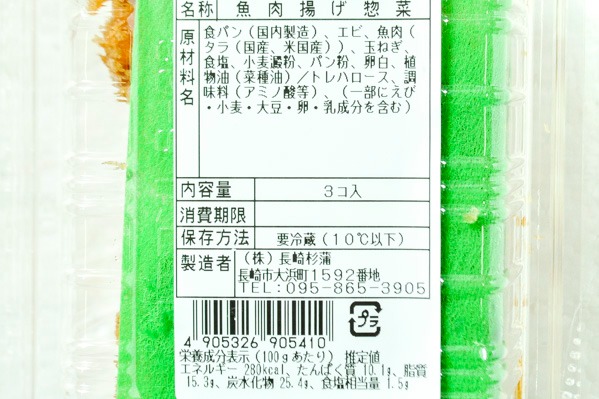 名称 魚肉揚げ惣菜
原材料名 食パン（国内製造）、エビ、魚肉（
タラ（国産、米国産））、玉ねぎ、
食塩、小麦澱粉、パン粉、卵白、植
物油（菜種油）／トレハロース、調
味料（アミノ酸等）、（一部にえび
・小麦・大豆・卵・乳成分を含む）
内容量 3コ入
消費期限
保存方法 要冷蔵（10℃以下）
製造者 （株）長崎杉蒲
長崎市大浜町1592番地
TEL:095-865-3905
4 905326 905410
プラ
栄養成分表示（100gあたり） 推定値
エネルギー 280kcal、たんぱく質 10.1g、脂質
15.3g、炭水化物 25.4g、食塩相当量 1.5g